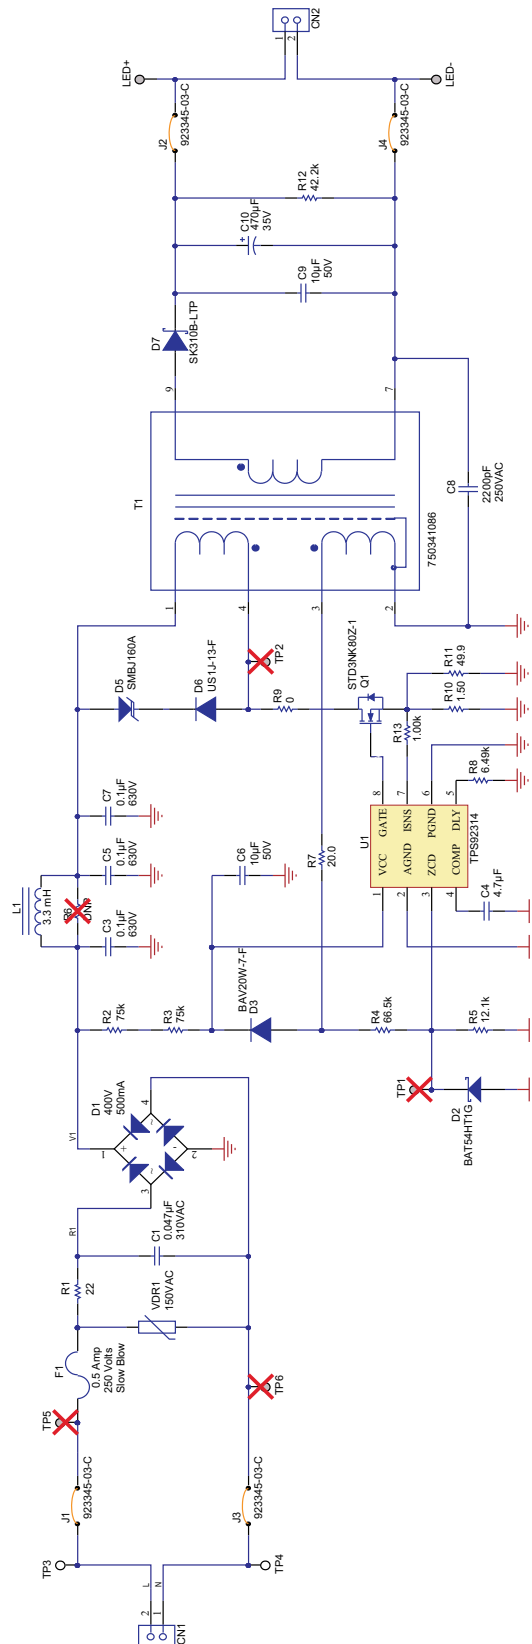 CN1
2
1
L
N
TP3
TP4
J1
923345-03-C
J3
923345-03-C
TP5
TP6
F1
0.5 Amp
250 Volts
Slow Blow
R1
22
VDR1
150VAC
C1
0.047µF
310VAC
R1
V1
D1
400V
500mA
1
2
3
4
+
-
~
~
R2
75k
R3
75k
L1
3.3 mH
R6
DNP
C3
0.1µF
630V
C5
0.1µF
630V
C7
0.1µF
630V
BAV20W-7-F
D3
C6
10µF
50V
R4
66.5k
R5
12.1k
TP1
D2
BAT54HT1G
R7
20.0
U1
VCC
AGND
ZCD
COMP
GATE
ISNS
PGND
DLY
1
2
3
4
8
7
6
5
TPS92314
C4
4.7µF
R8
6.49k
R13
1.00k
R10
1.50
R11
49.9
STD3NK80Z-1
Q1
R9
0
TP2
D5
SMBJ160A
D6
US1J-13-F
T1
1
4
3
2
9
7
750341086
C8
2200pF
250VAC
D7
SK310B-LTP
C9
10µF
50V
+
C10
470µF
35V
R12
42.2k
J2
923345-03-C
J4
923345-03-C
LED+
LED-
CN2
1
2